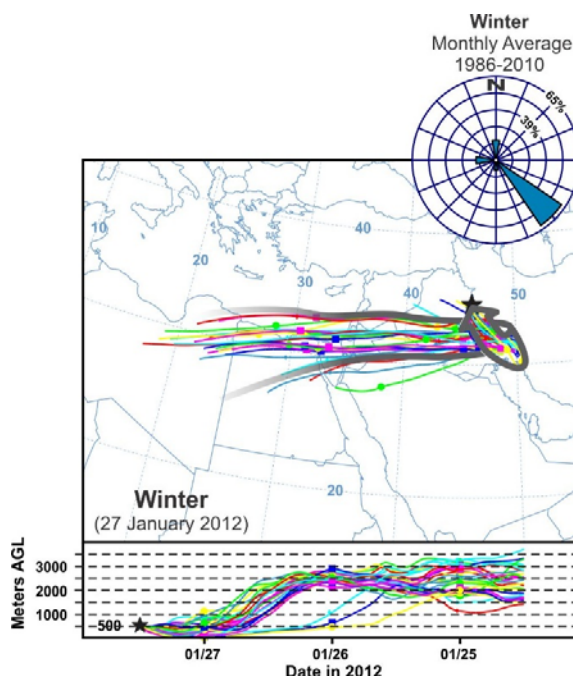 Winter
Monthly Average
1986-2010
N
65%
39%
10
20
30
40
50
40
30
20
Winter
(27 January 2012)
Meters AGL
3000
2000
1000
500
01/27
01/26
01/25
Date in 2012